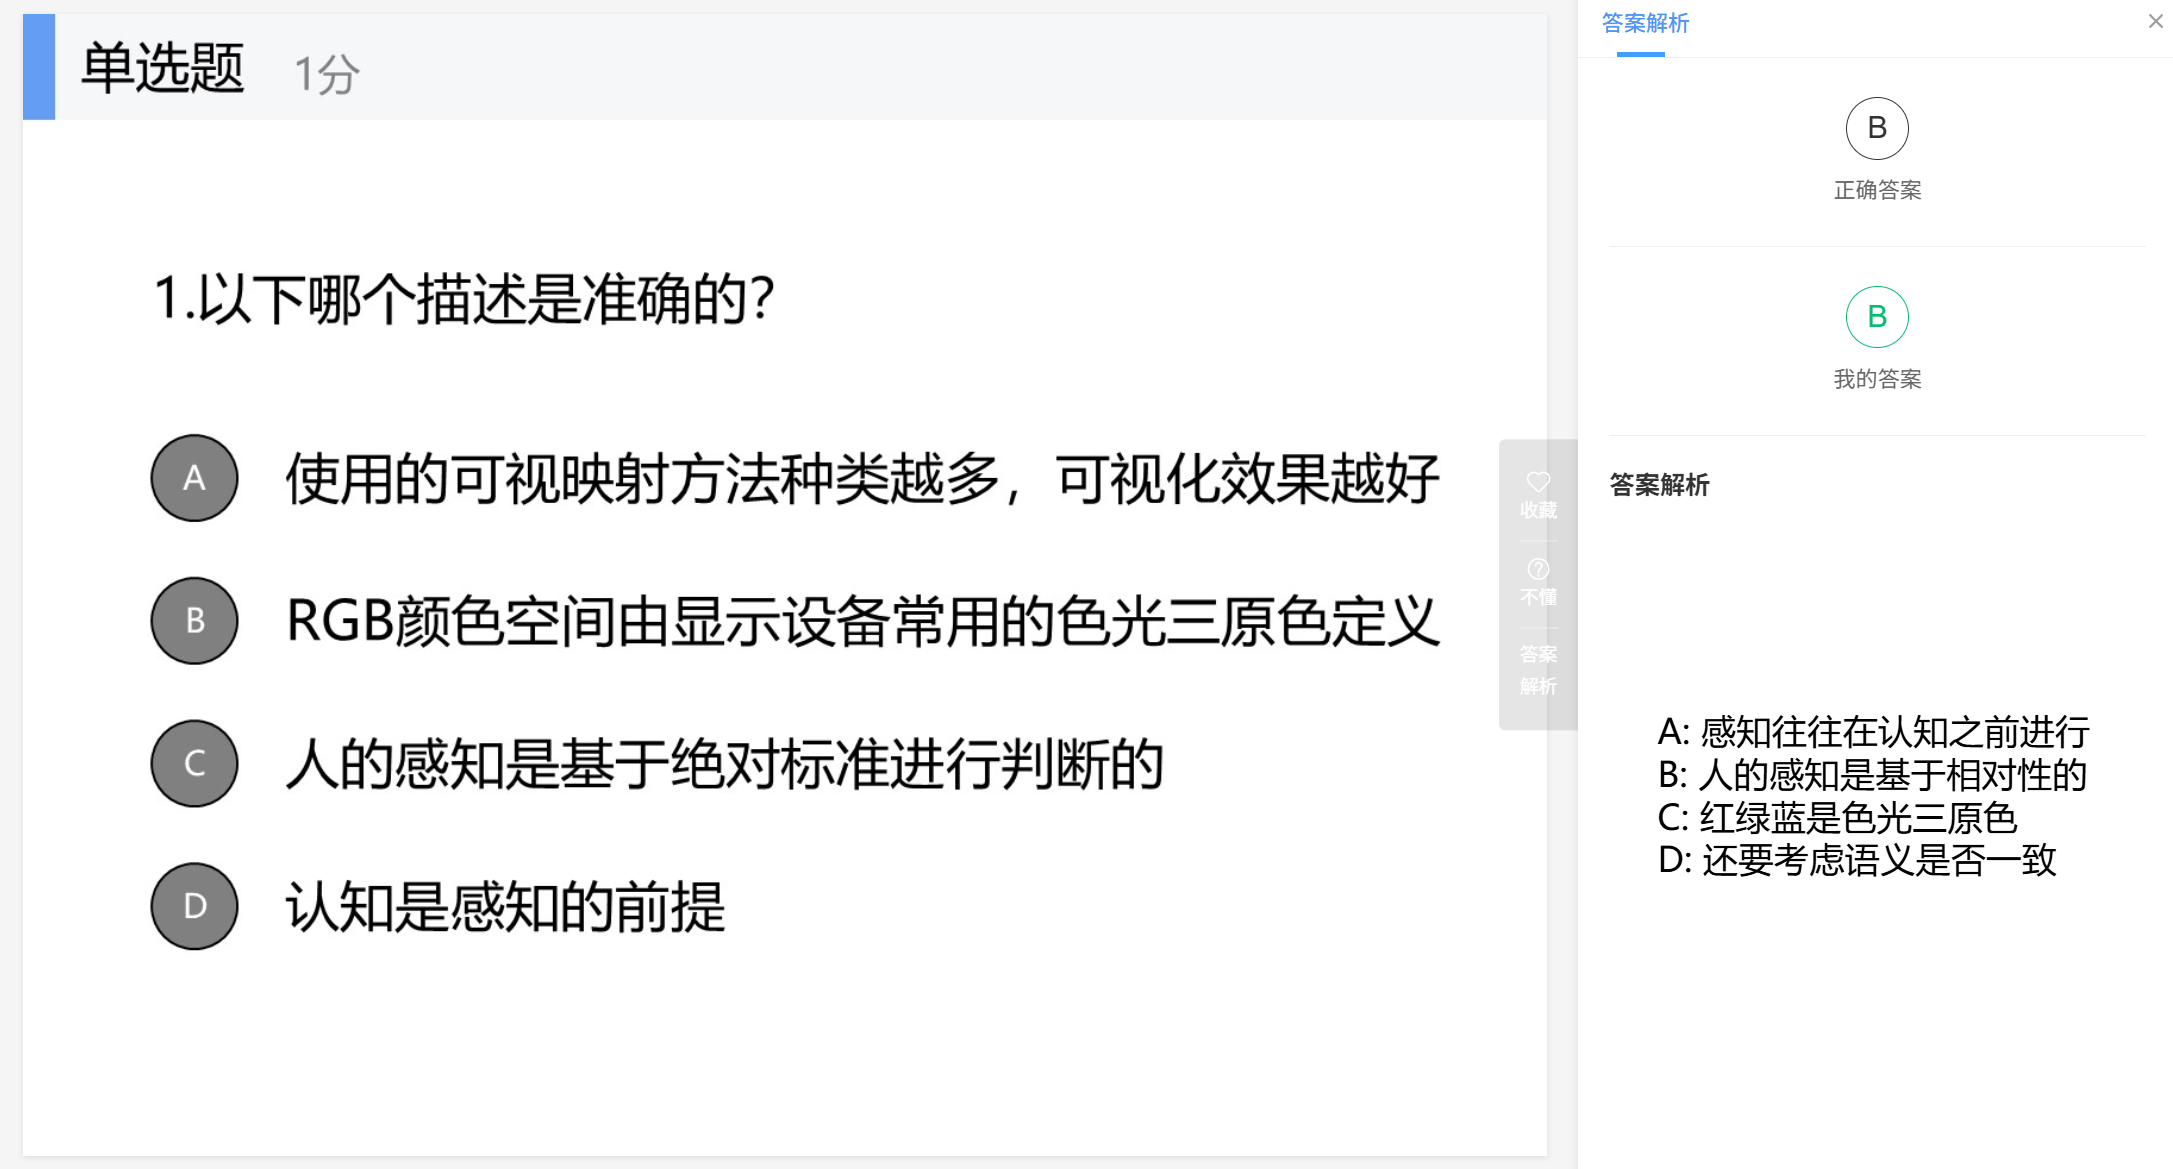 单选题 1分
1.以下哪个描述是准确的?
A 使用的可视映射方法种类越多，可视化效果越好
B RGB颜色空间由显示设备常用的色光三原色定义
C 人的感知是基于绝对标准进行判断的
D 认知是感知的前提
收藏
不懂
答案
解析
答案解析
B
正确答案
B
我的答案
答案解析
A: 感知往往在认知之前进行
B: 人的感知是基于相对性的
C: 红绿蓝是色光三原色
D: 还要考虑语义是否一致